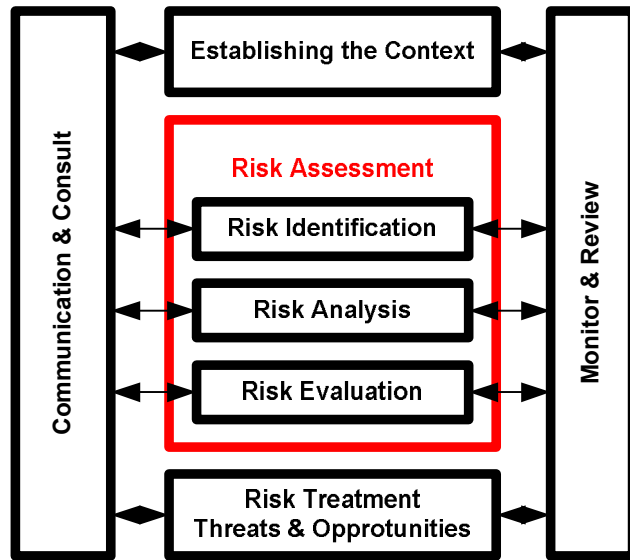 Communication & Consult
Establishing the Context
Risk Assessment
Risk Identification
Risk Analysis
Risk Evaluation
Risk Treatment
Threats & Opprotunities
Monitor & Review